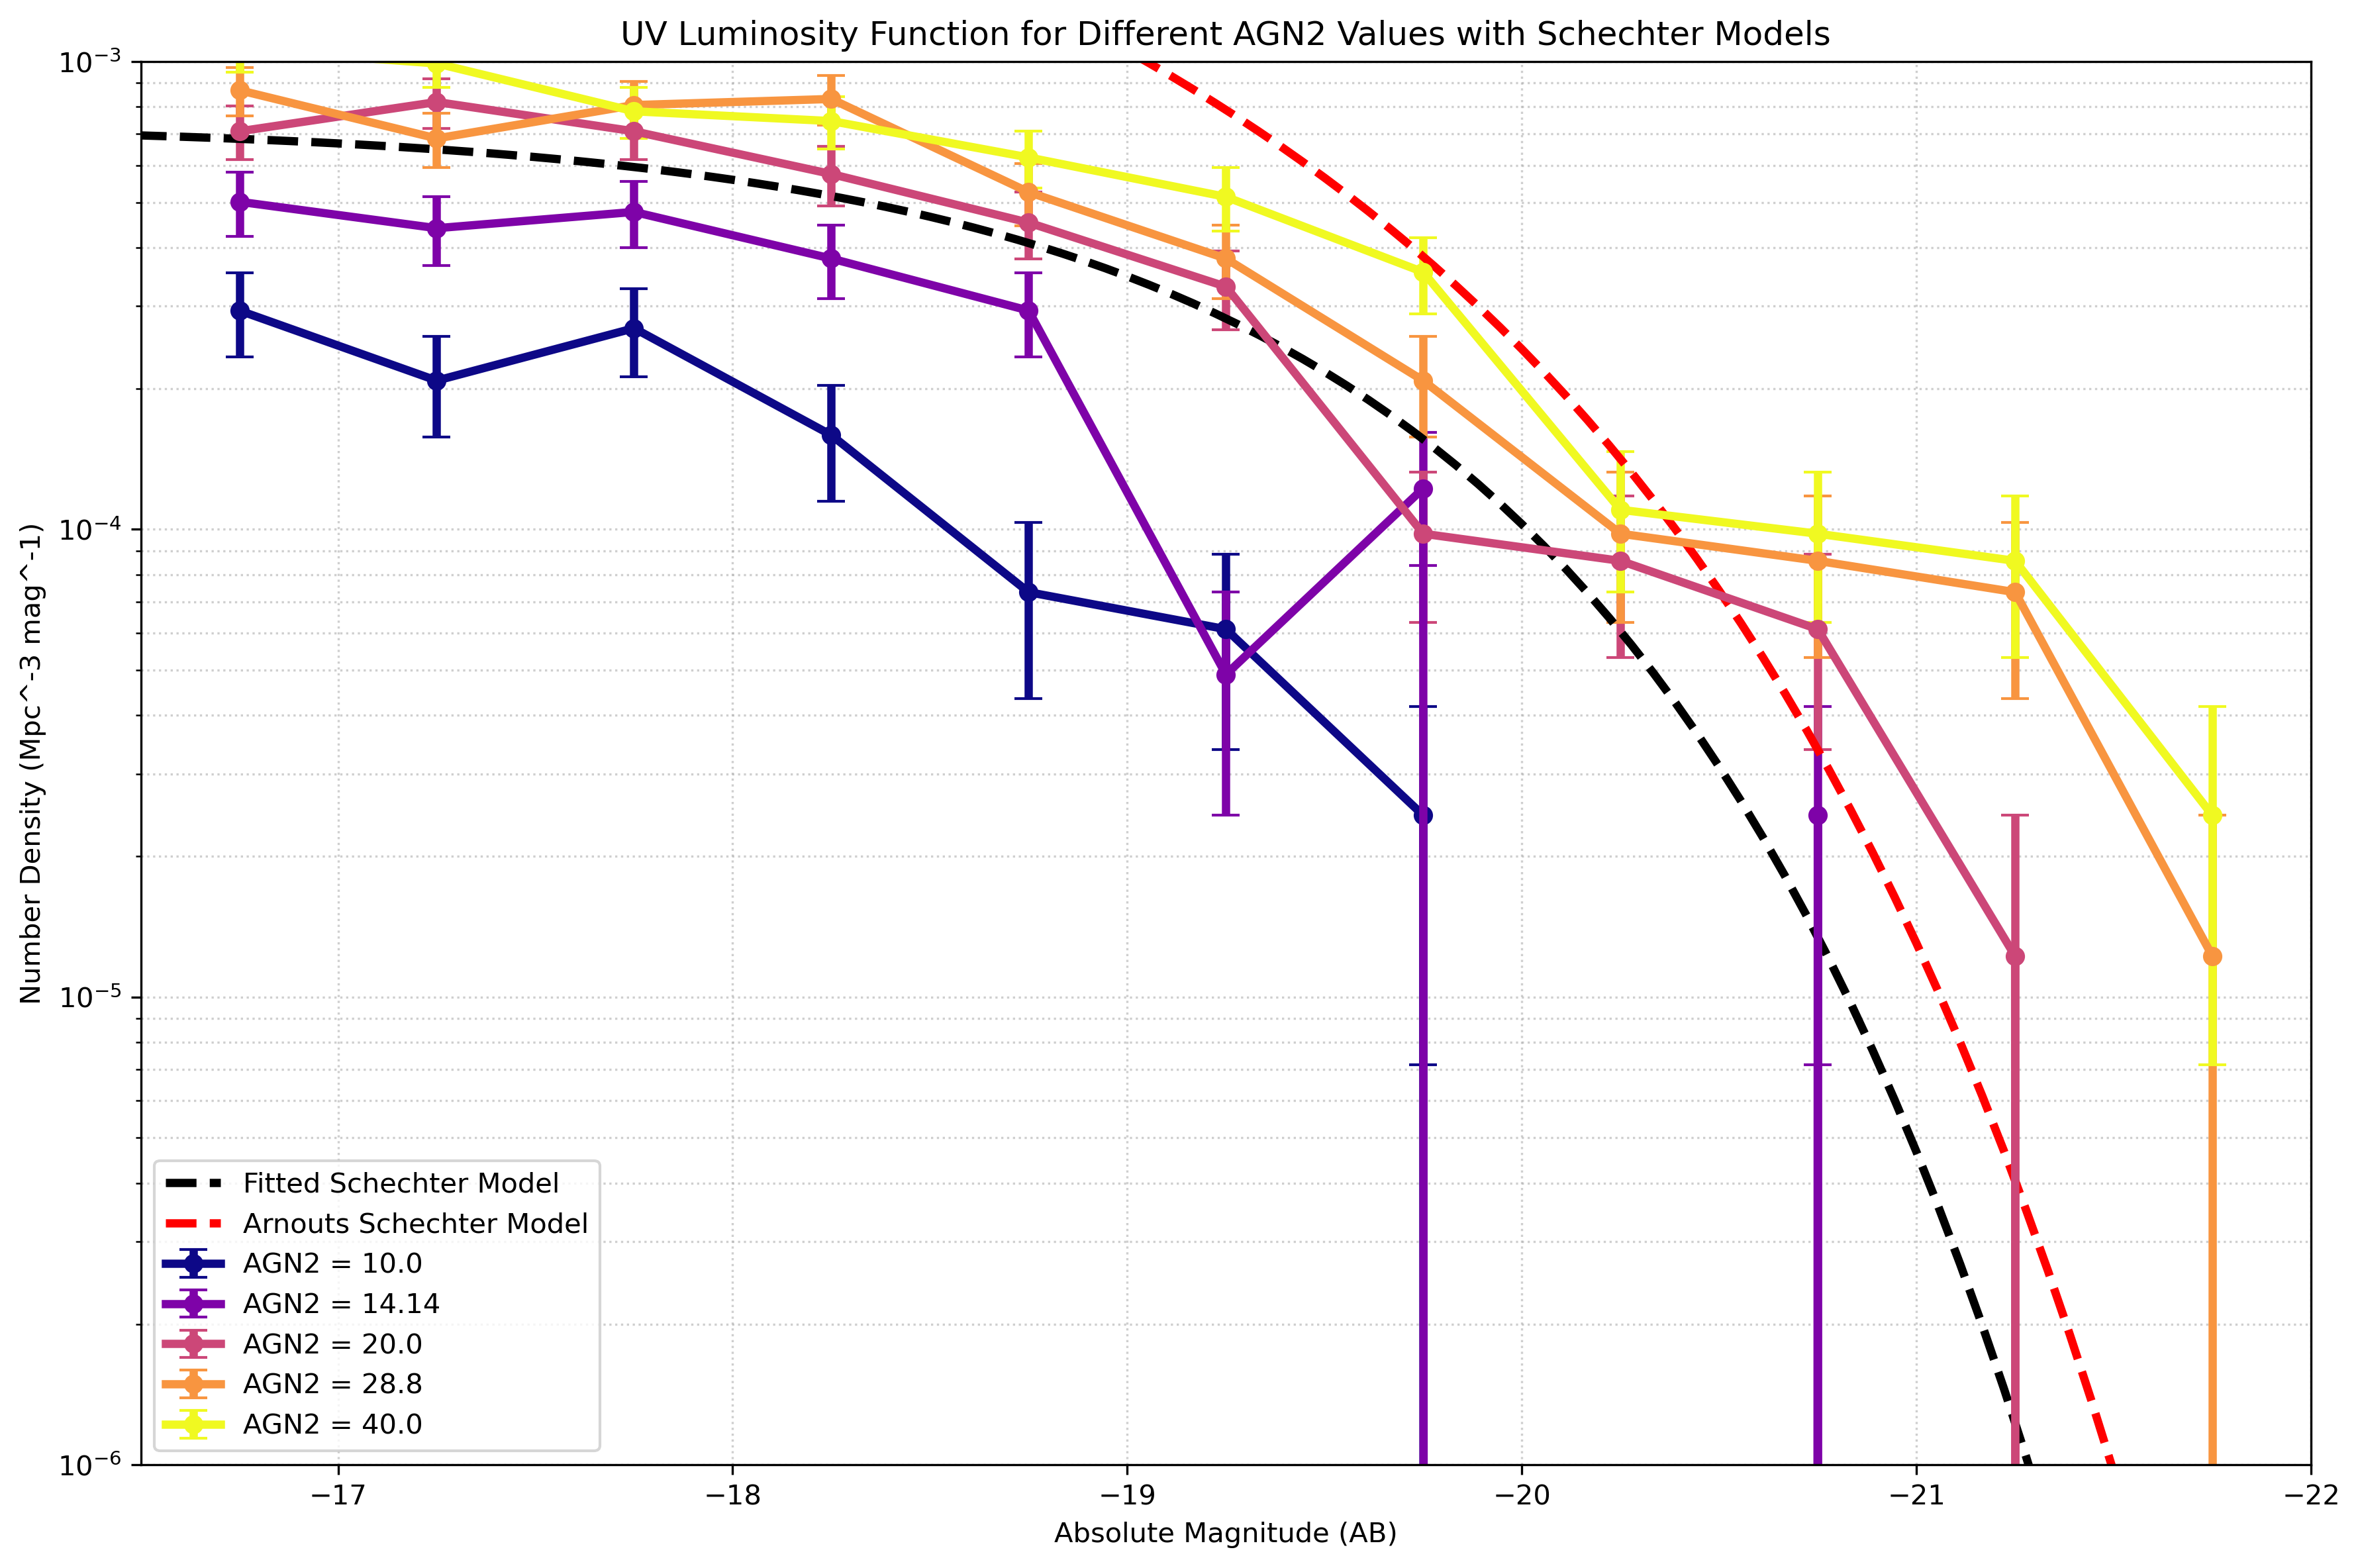 UV Luminosity Function for Different AGN2 Values with Schechter Models
10⁻³
10⁻⁴
10⁻⁵
10⁻⁶
Number Density (Mpc^-3 mag^-1)
Fitted Schechter Model
Arnouts Schechter Model
AGN2 = 10.0
AGN2 = 14.14
AGN2 = 20.0
AGN2 = 28.8
AGN2 = 40.0
−17 −18 −19 −20 −21 −22
Absolute Magnitude (AB)